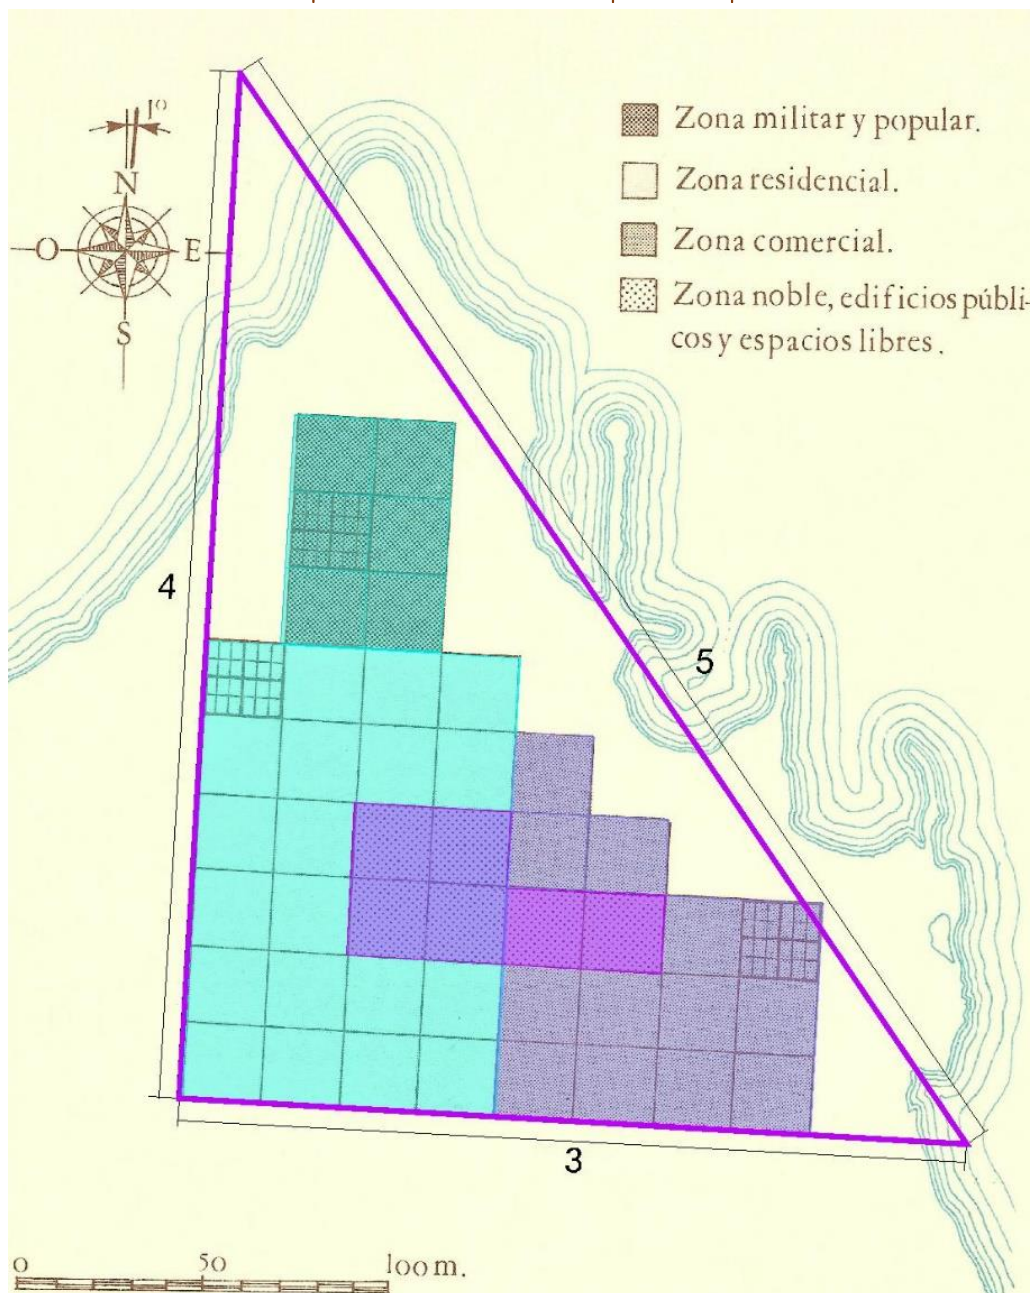 1º
N
O
E
S
Zona militar y popular.
Zona residencial.
Zona comercial.
Zona noble, edificios públi-
cos y espacios libres.
4
5
3
0 50 100 m.